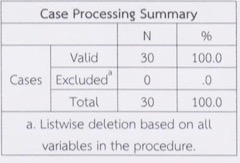 Case Processing Summary
N %
Valid 30 100.0
Cases Excludedᵃ 0 .0
Total 30 100.0
a. Listwise deletion based on all
variables in the procedure.